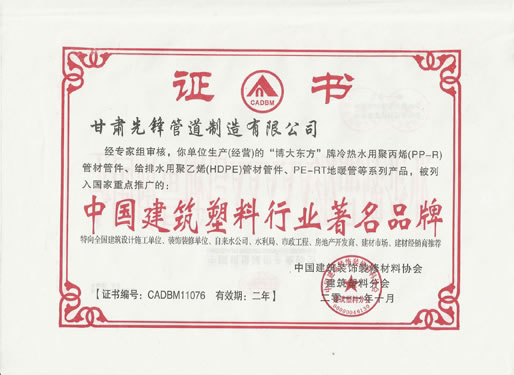 证 书
CADBM
甘肃先锋管道制造有限公司
经专家组审核，你单位生产(经营)的“博大东方”牌冷热水用聚丙烯(PP-R)
管材管件、给排水用聚乙烯(HDPE)管材管件、PE-RT地暖管等系列产品，被列
入国家重点推广的：
中国建筑塑料行业著名品牌
特向全国建筑设计施工单位、装饰装修单位、自来水公司、水利局、市政工程、房地产开发商、建材市场、建材经销商推荐
中国建筑装饰装修材料协会
建筑塑料分会
【证书编号：CADBM11076 有效期：二年】
十月